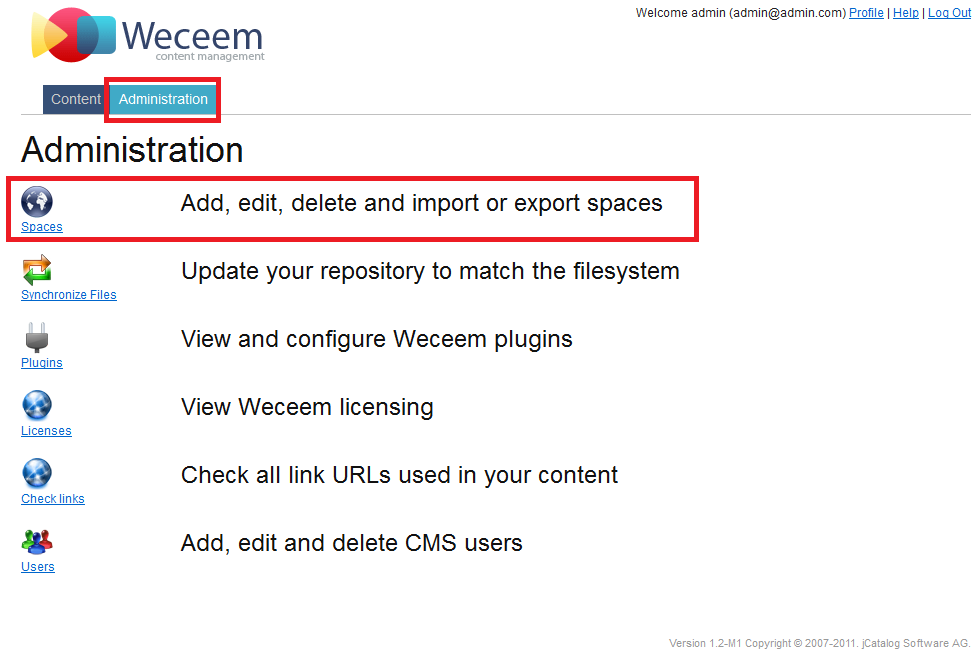 Welcome admin (admin@admin.com) Profile | Help | Log Out
Weceem
content management
Content Administration
Administration
Add, edit, delete and import or export spaces
Spaces
Update your repository to match the filesystem
Synchronize Files
View and configure Weceem plugins
Plugins
View Weceem licensing
Licenses
Check all link URLs used in your content
Check links
Add, edit and delete CMS users
Users
Version 1.2-M1 Copyright © 2007-2011. jCatalog Software AG.